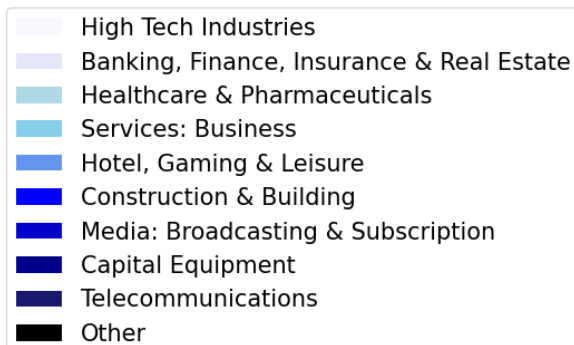 High Tech Industries
Banking, Finance, Insurance & Real Estate
Healthcare & Pharmaceuticals
Services: Business
Hotel, Gaming & Leisure
Construction & Building
Media: Broadcasting & Subscription
Capital Equipment
Telecommunications
Other